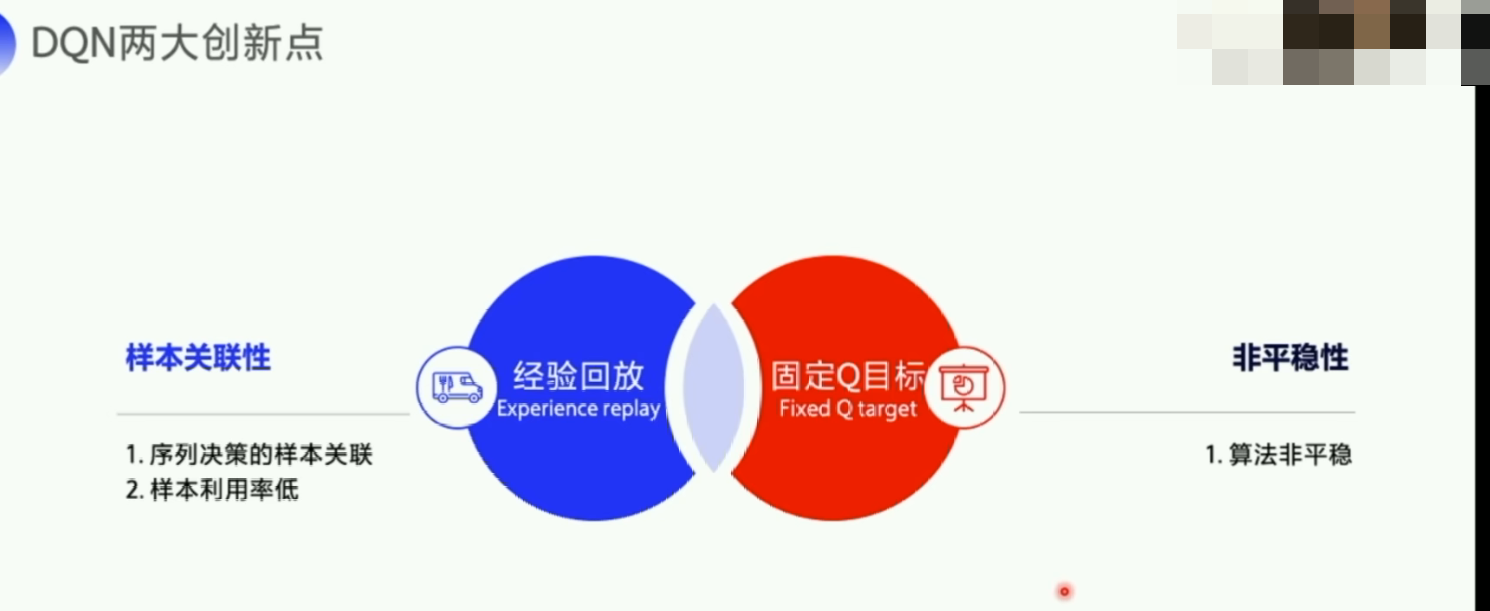 DQN两大创新点
样本关联性
1. 序列决策的样本关联
2. 样本利用率低
经验回放
Experience replay
固定Q目标
Fixed Q target
非平稳性
1. 算法非平稳